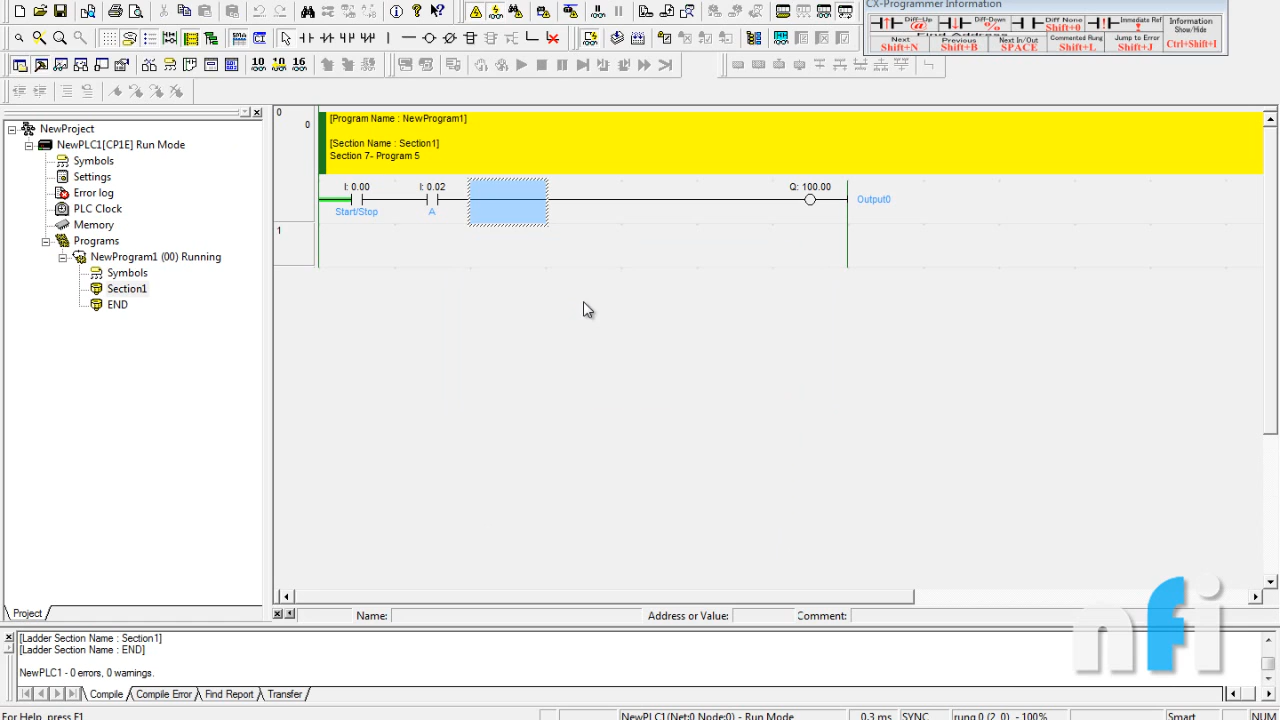 CX-Programmer Information
Diff-Up Diff-Down Diff None Immediate Ref Information
@ % Shift+0 ! Show/Hide
Next Previous Next In/Out Commented Rung Jump to Error
Shift+N Shift+B SPACE Shift+L Shift+J Ctrl+Shift+I
10 10 16
NewProject
NewPLC1[CP1E] Run Mode
Symbols
Settings
Error log
PLC Clock
Memory
Programs
NewProgram1 (00) Running
Symbols
Section1
END
Project
0
0
[Program Name : NewProgram1]
[Section Name : Section1]
Section 7- Program 5
I: 0.00 I: 0.02 Q: 100.00
Output0
Start/Stop A
1
Name: Address or Value: Comment:
nfi
[Ladder Section Name : Section1]
[Ladder Section Name : END]
NewPLC1 - 0 errors, 0 warnings.
Compile Compile Error Find Report Transfer
For Help, press F1 NewPLC1(Net:0,Node:0) - Run Mode 0.3 ms SYNC rung 0 (2, 0) - 100% Smart NUM